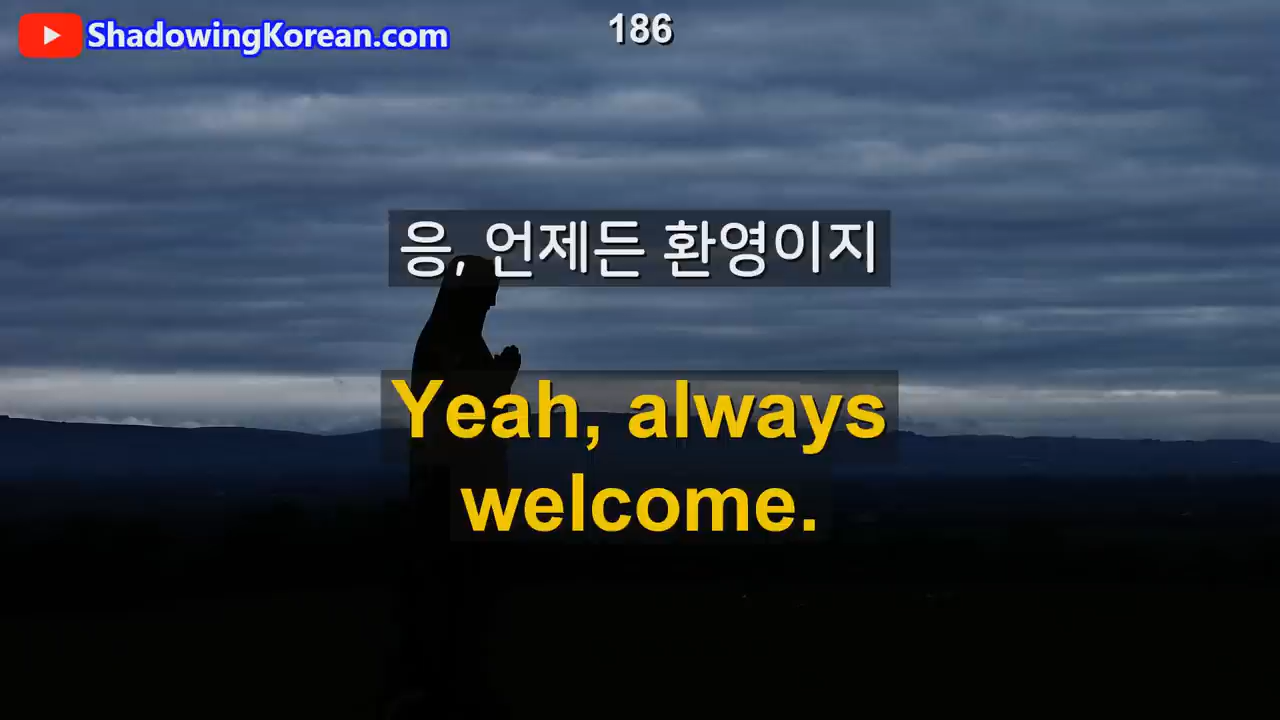 ShadowingKorean.com
186
응, 언제든 환영이지
Yeah, always
welcome.